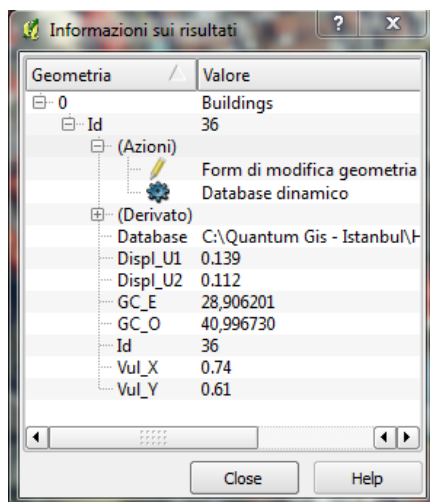 Informazioni sui risultati
Geometria Valore
0 Buildings
Id 36
(Azioni)
Form di modifica geometria
Database dinamico
(Derivato)
Database C:\Quantum Gis - Istanbul\H
Displ_U1 0.139
Displ_U2 0.112
GC_E 28,906201
GC_O 40,996730
Id 36
Vul_X 0.74
Vul_Y 0.61
Close Help